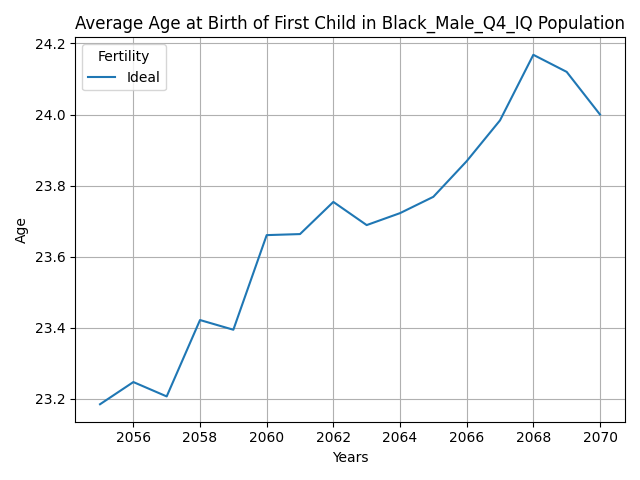 Average Age at Birth of First Child in Black_Male_Q4_IQ Population
Fertility
Ideal
24.2
24.0
23.8
23.6
23.4
23.2
Age
2056 2058 2060 2062 2064 2066 2068 2070
Years